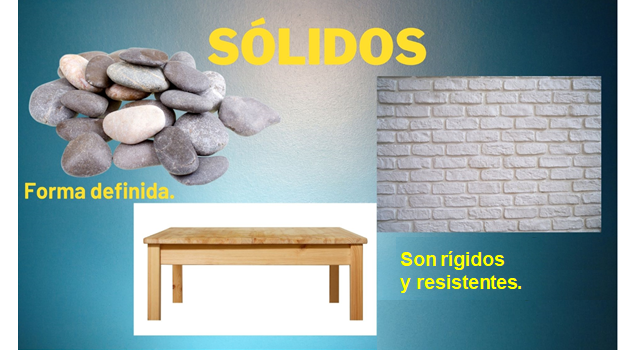 SÓLIDOS
Forma definida.
Son rígidos
y resistentes.